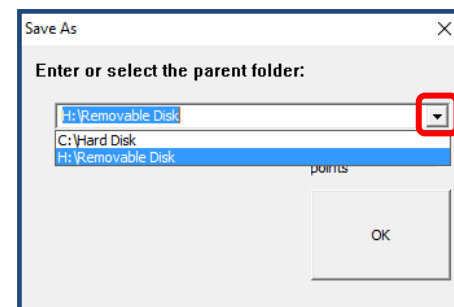 Save As
Enter or select the parent folder:
H:\Removable Disk
C:\Hard Disk
H:\Removable Disk
points
OK